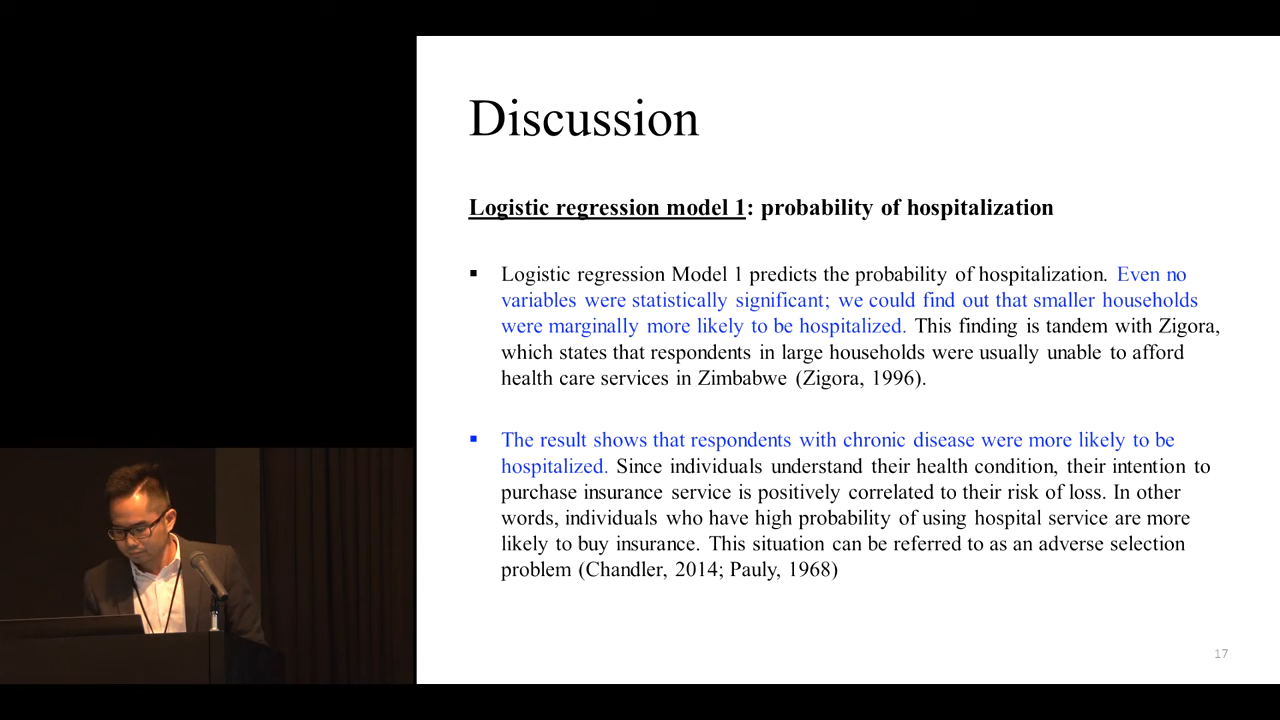 Discussion
Logistic regression model 1: probability of hospitalization
▪ Logistic regression Model 1 predicts the probability of hospitalization. Even no
variables were statistically significant; we could find out that smaller households
were marginally more likely to be hospitalized. This finding is tandem with Zigora,
which states that respondents in large households were usually unable to afford
health care services in Zimbabwe (Zigora, 1996).
▪ The result shows that respondents with chronic disease were more likely to be
hospitalized. Since individuals understand their health condition, their intention to
purchase insurance service is positively correlated to their risk of loss. In other
words, individuals who have high probability of using hospital service are more
likely to buy insurance. This situation can be referred to as an adverse selection
problem (Chandler, 2014; Pauly, 1968)
17